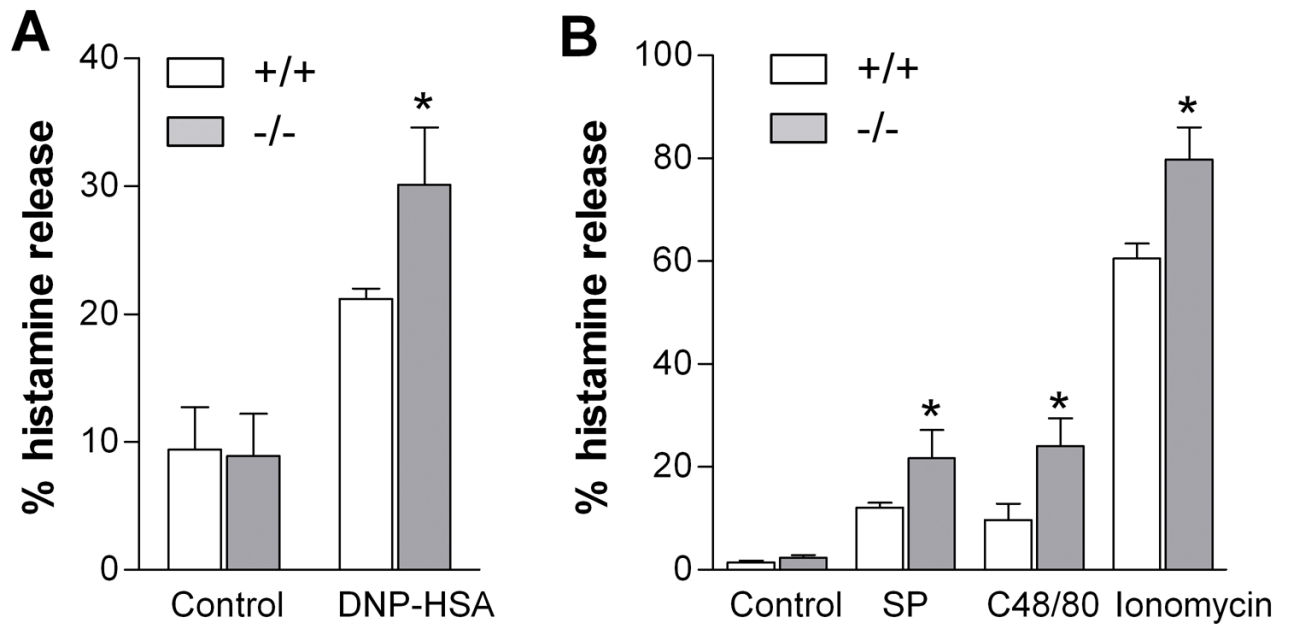 A
% histamine release
40
30
20
10
0
+/+
-/-
*
Control
DNP-HSA
B
% histamine release
100
80
60
40
20
0
+/+
-/-
*
*
*
Control
SP
C48/80
Ionomycin